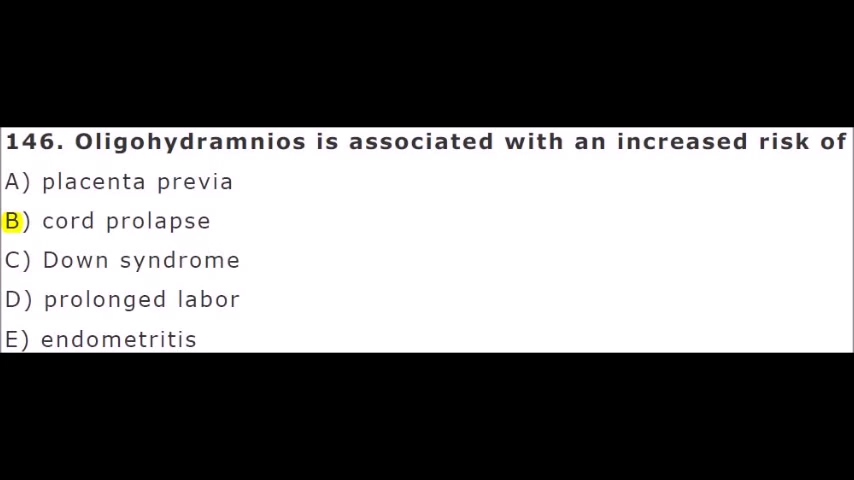 146. Oligohydramnios is associated with an increased risk of
A) placenta previa
B) cord prolapse
C) Down syndrome
D) prolonged labor
E) endometritis